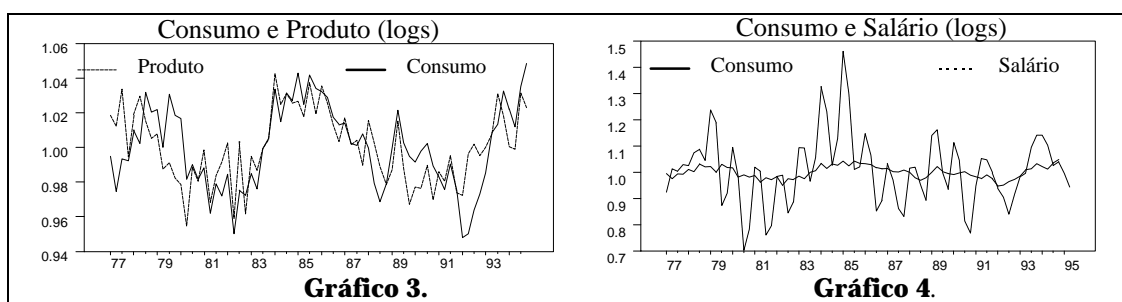 Consumo e Produto (logs)
1.06
1.04
1.02
1.00
0.98
0.96
0.94
Produto
Consumo
77 79 81 83 85 87 89 91 93
Gráfico 3.
Consumo e Salário (logs)
1.5
1.4
1.3
1.2
1.1
1.0
0.9
0.8
0.7
Consumo
Salário
77 79 81 83 85 87 89 91 93 95
Gráfico 4.